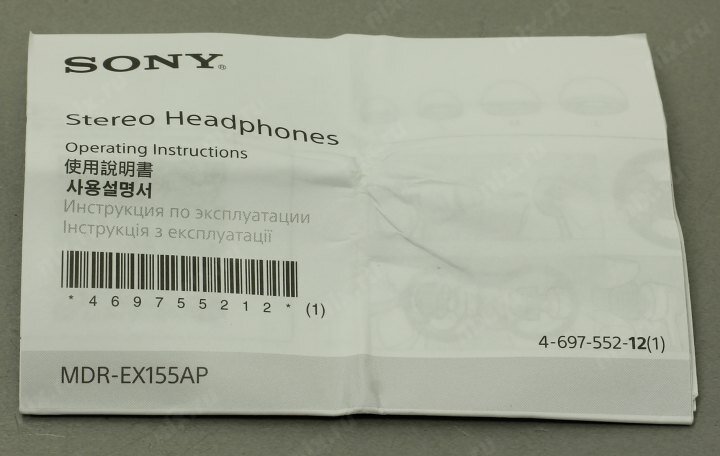 SONY®
Stereo Headphones
Operating Instructions
使用說明書
사용설명서
Инструкция по эксплуатации
Інструкція з експлуатації
* 4 6 9 7 5 5 2 1 2 * (1)
4-697-552-12(1)
MDR-EX155AP